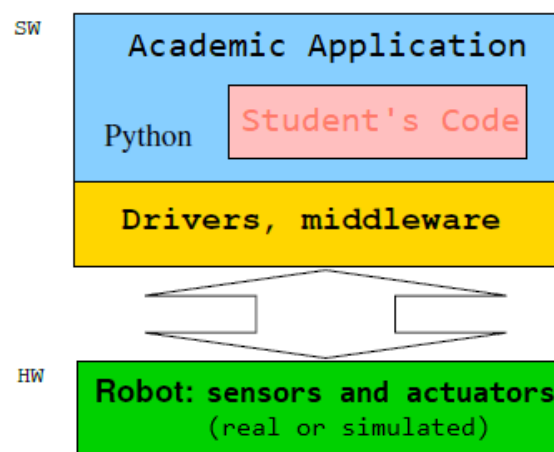 SW
Academic Application
Student's Code
Python
Drivers, middleware
HW
Robot: sensors and actuators
(real or simulated)